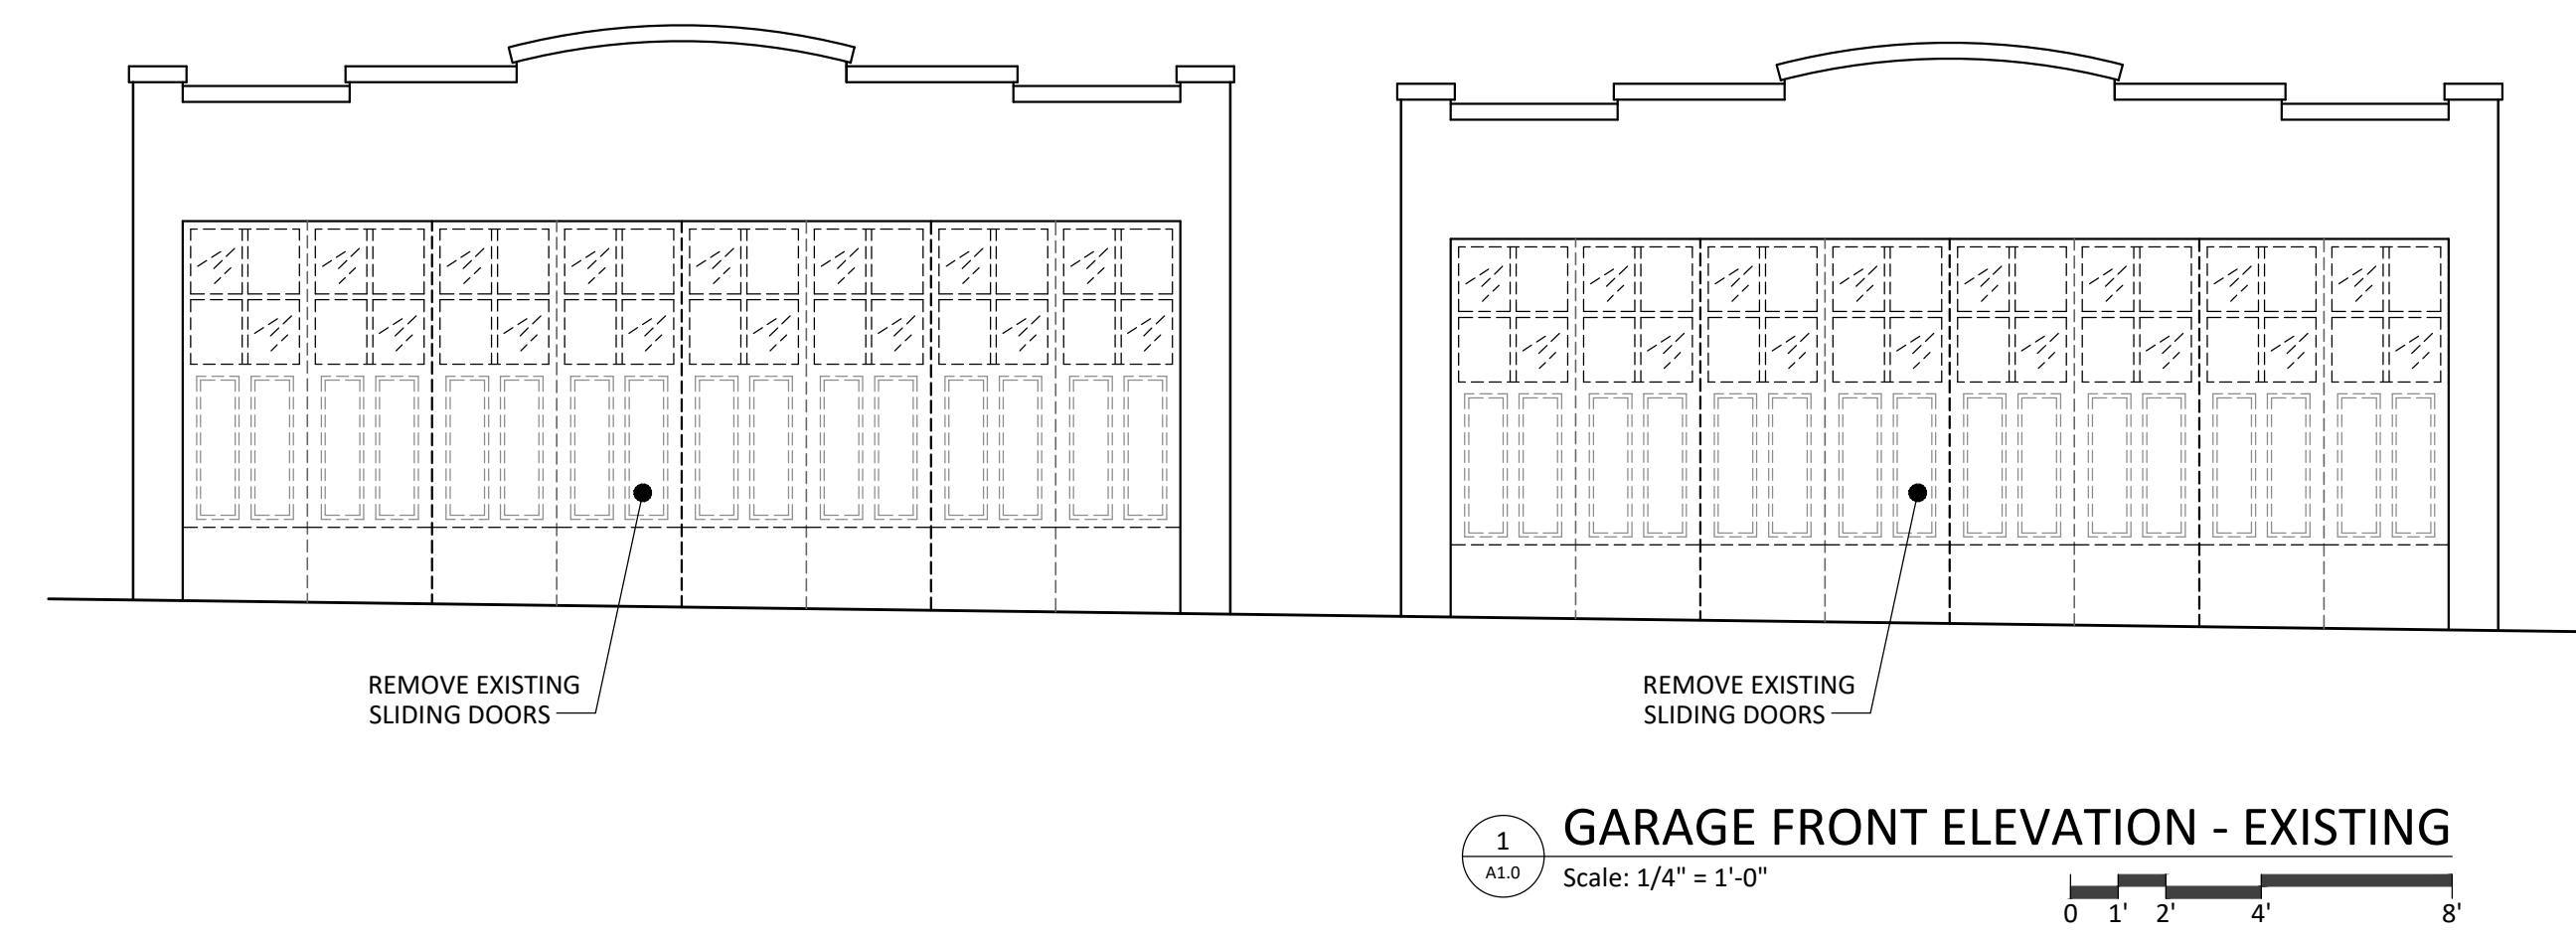 REMOVE EXISTING
SLIDING DOORS
REMOVE EXISTING
SLIDING DOORS
1
A1.0
GARAGE FRONT ELEVATION - EXISTING
Scale: 1/4" = 1'-0"
0 1' 2' 4' 8'